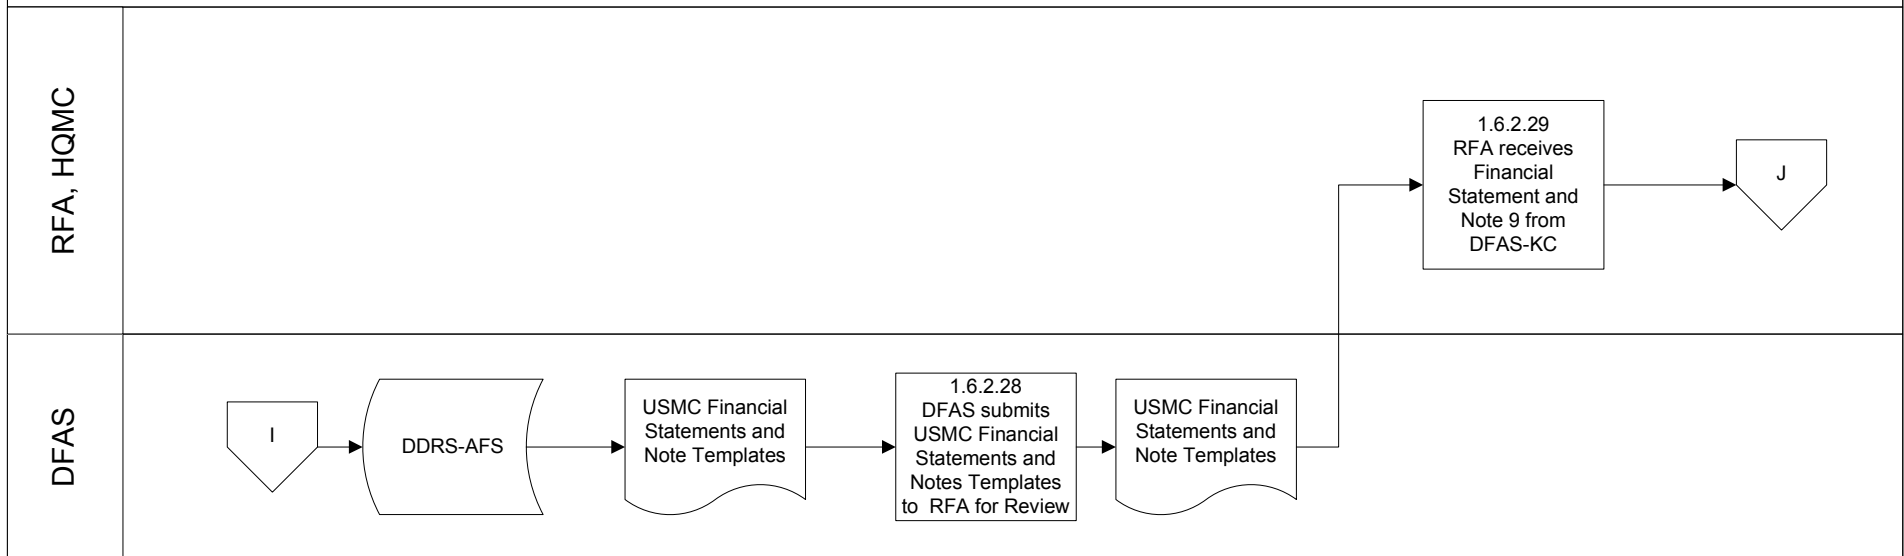 RFA, HQMC
1.6.2.29
RFA receives
Financial
Statement and
Note 9 from
DFAS-KC
J
DFAS
I
DDRS-AFS
USMC Financial
Statements and
Note Templates
1.6.2.28
DFAS submits
USMC Financial
Statements and
Notes Templates
to RFA for Review
USMC Financial
Statements and
Note Templates